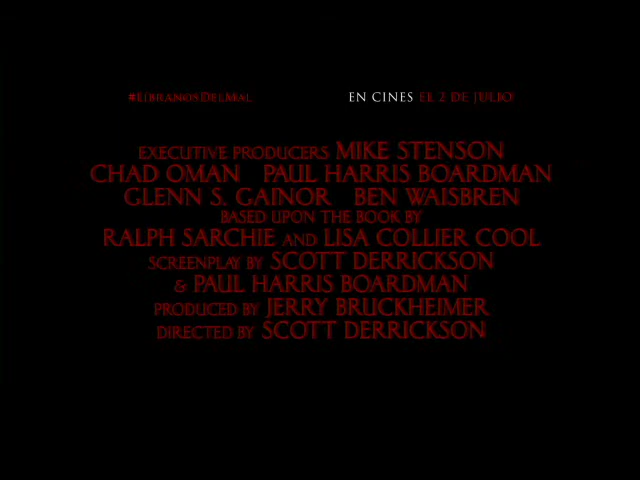 #LíbranosDelMal
EN CINES EL 2 DE JULIO
EXECUTIVE PRODUCERS MIKE STENSON
CHAD OMAN PAUL HARRIS BOARDMAN
GLENN S. GAINOR BEN WAISBREN
BASED UPON THE BOOK BY
RALPH SARCHIE AND LISA COLLIER COOL
SCREENPLAY BY SCOTT DERRICKSON
& PAUL HARRIS BOARDMAN
PRODUCED BY JERRY BRUCKHEIMER
DIRECTED BY SCOTT DERRICKSON